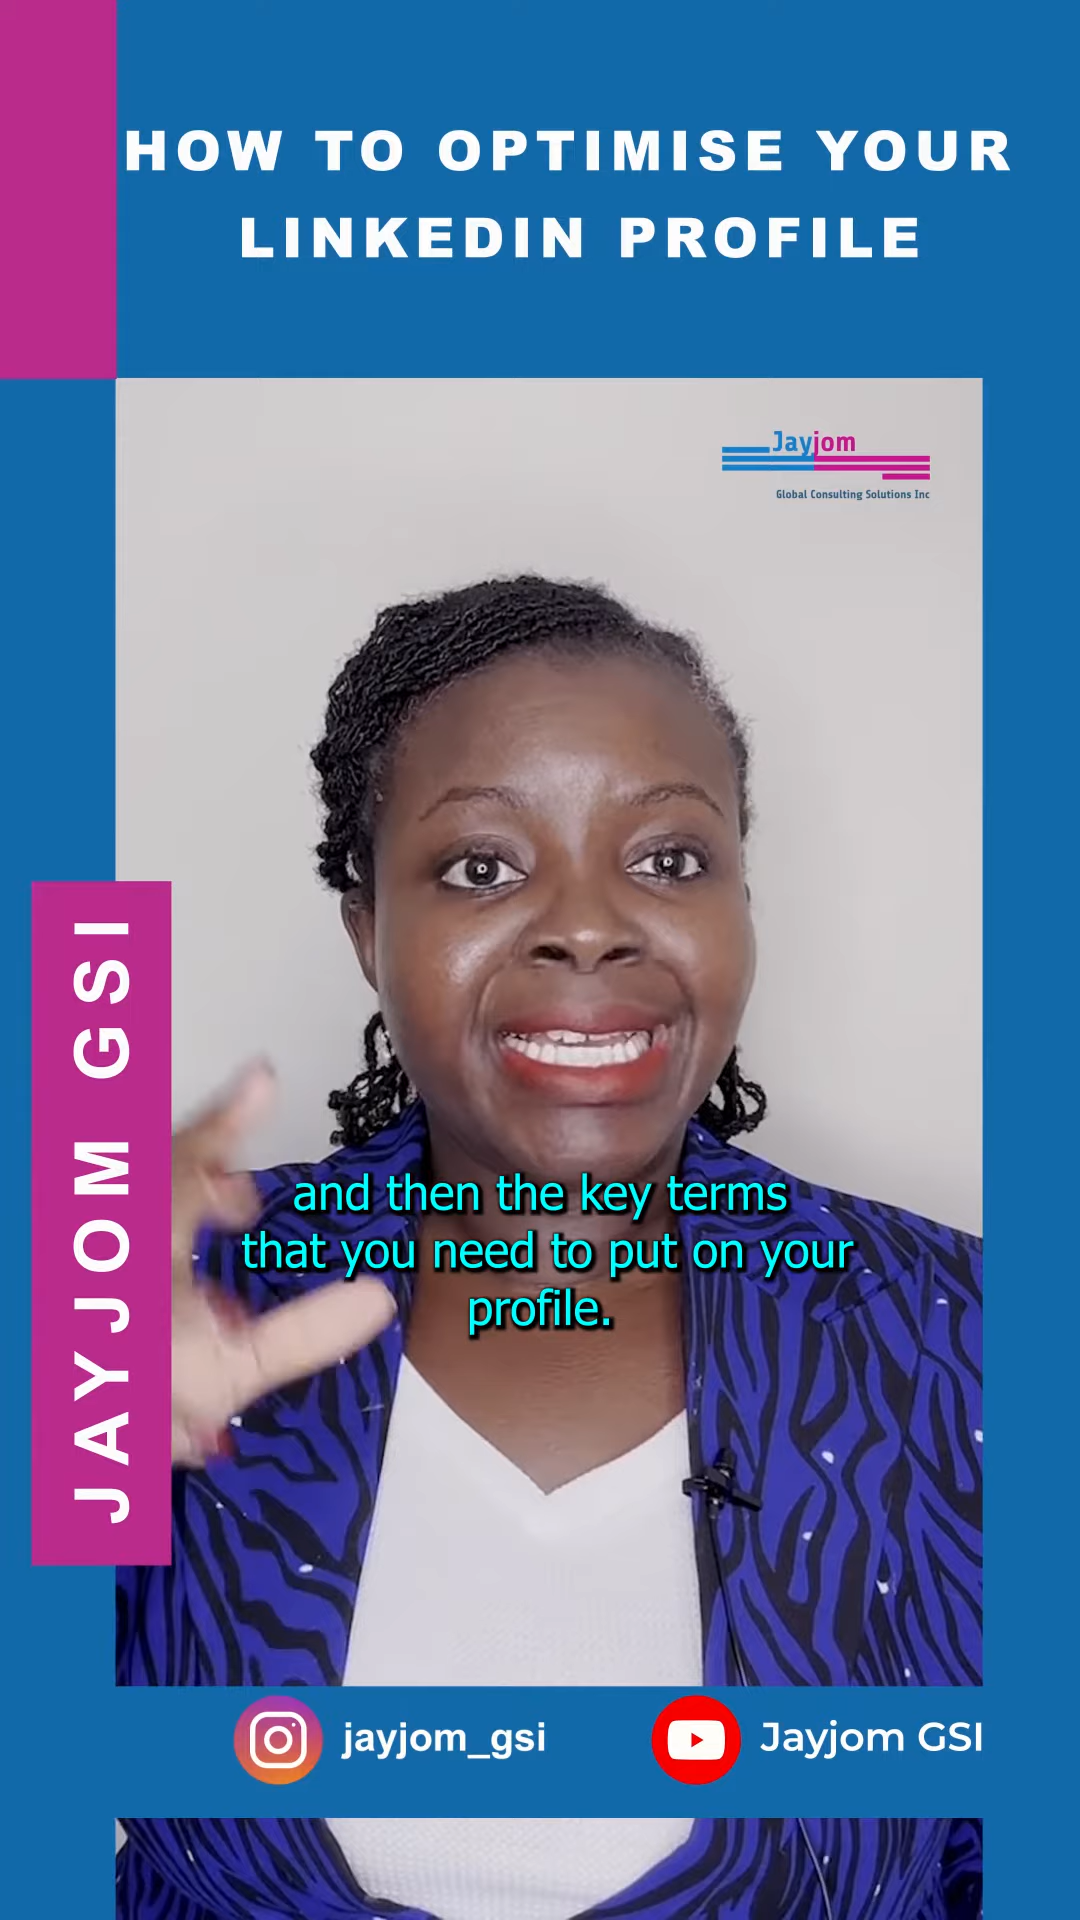 HOW TO OPTIMISE YOUR
LINKEDIN PROFILE
Jayjom
Global Consulting Solutions Inc
JAYJOM GSI
and then the key terms
that you need to put on your
profile.
jayjom_gsi
Jayjom GSI